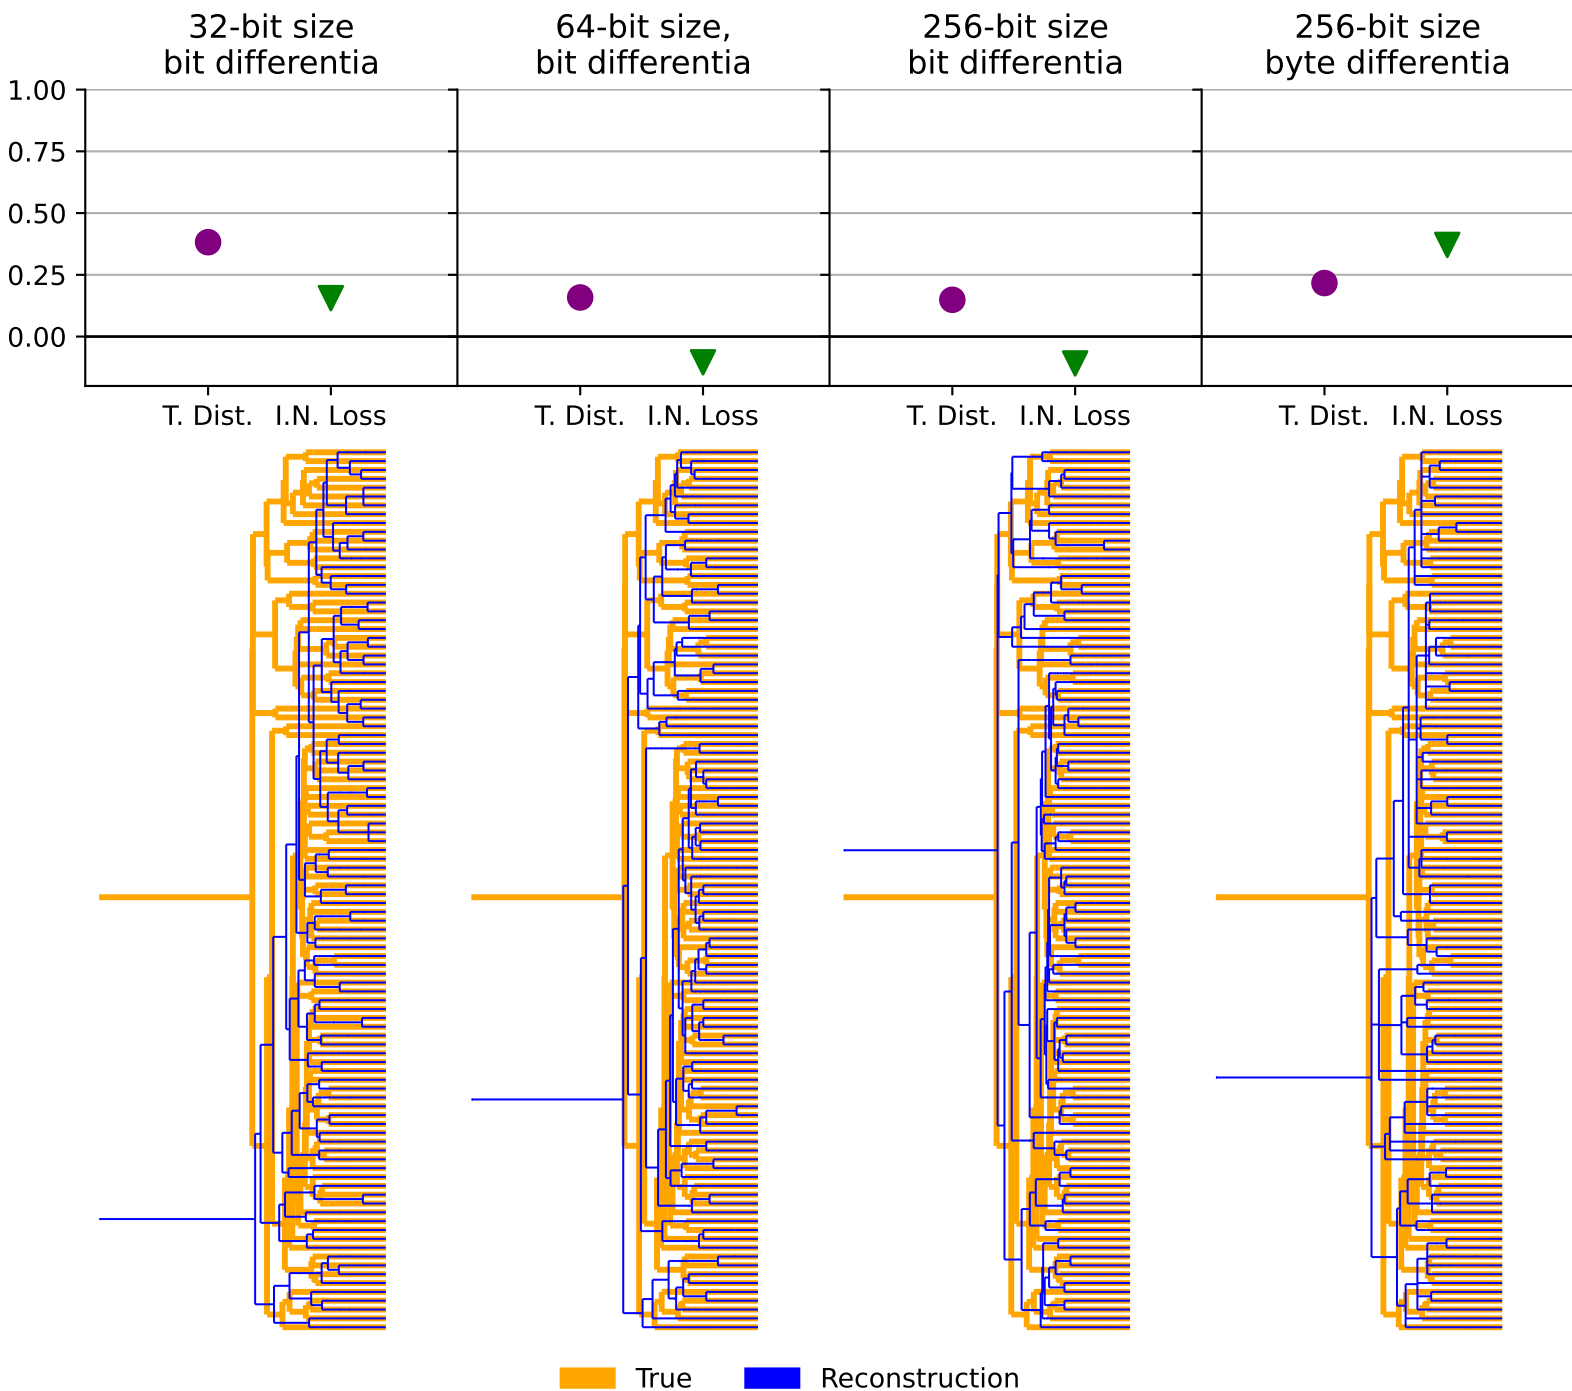 32-bit size
bit differentia
64-bit size,
bit differentia
256-bit size
bit differentia
256-bit size
byte differentia
1.00
0.75
0.50
0.25
0.00
T. Dist. I.N. Loss
T. Dist. I.N. Loss
T. Dist. I.N. Loss
T. Dist. I.N. Loss
True
Reconstruction